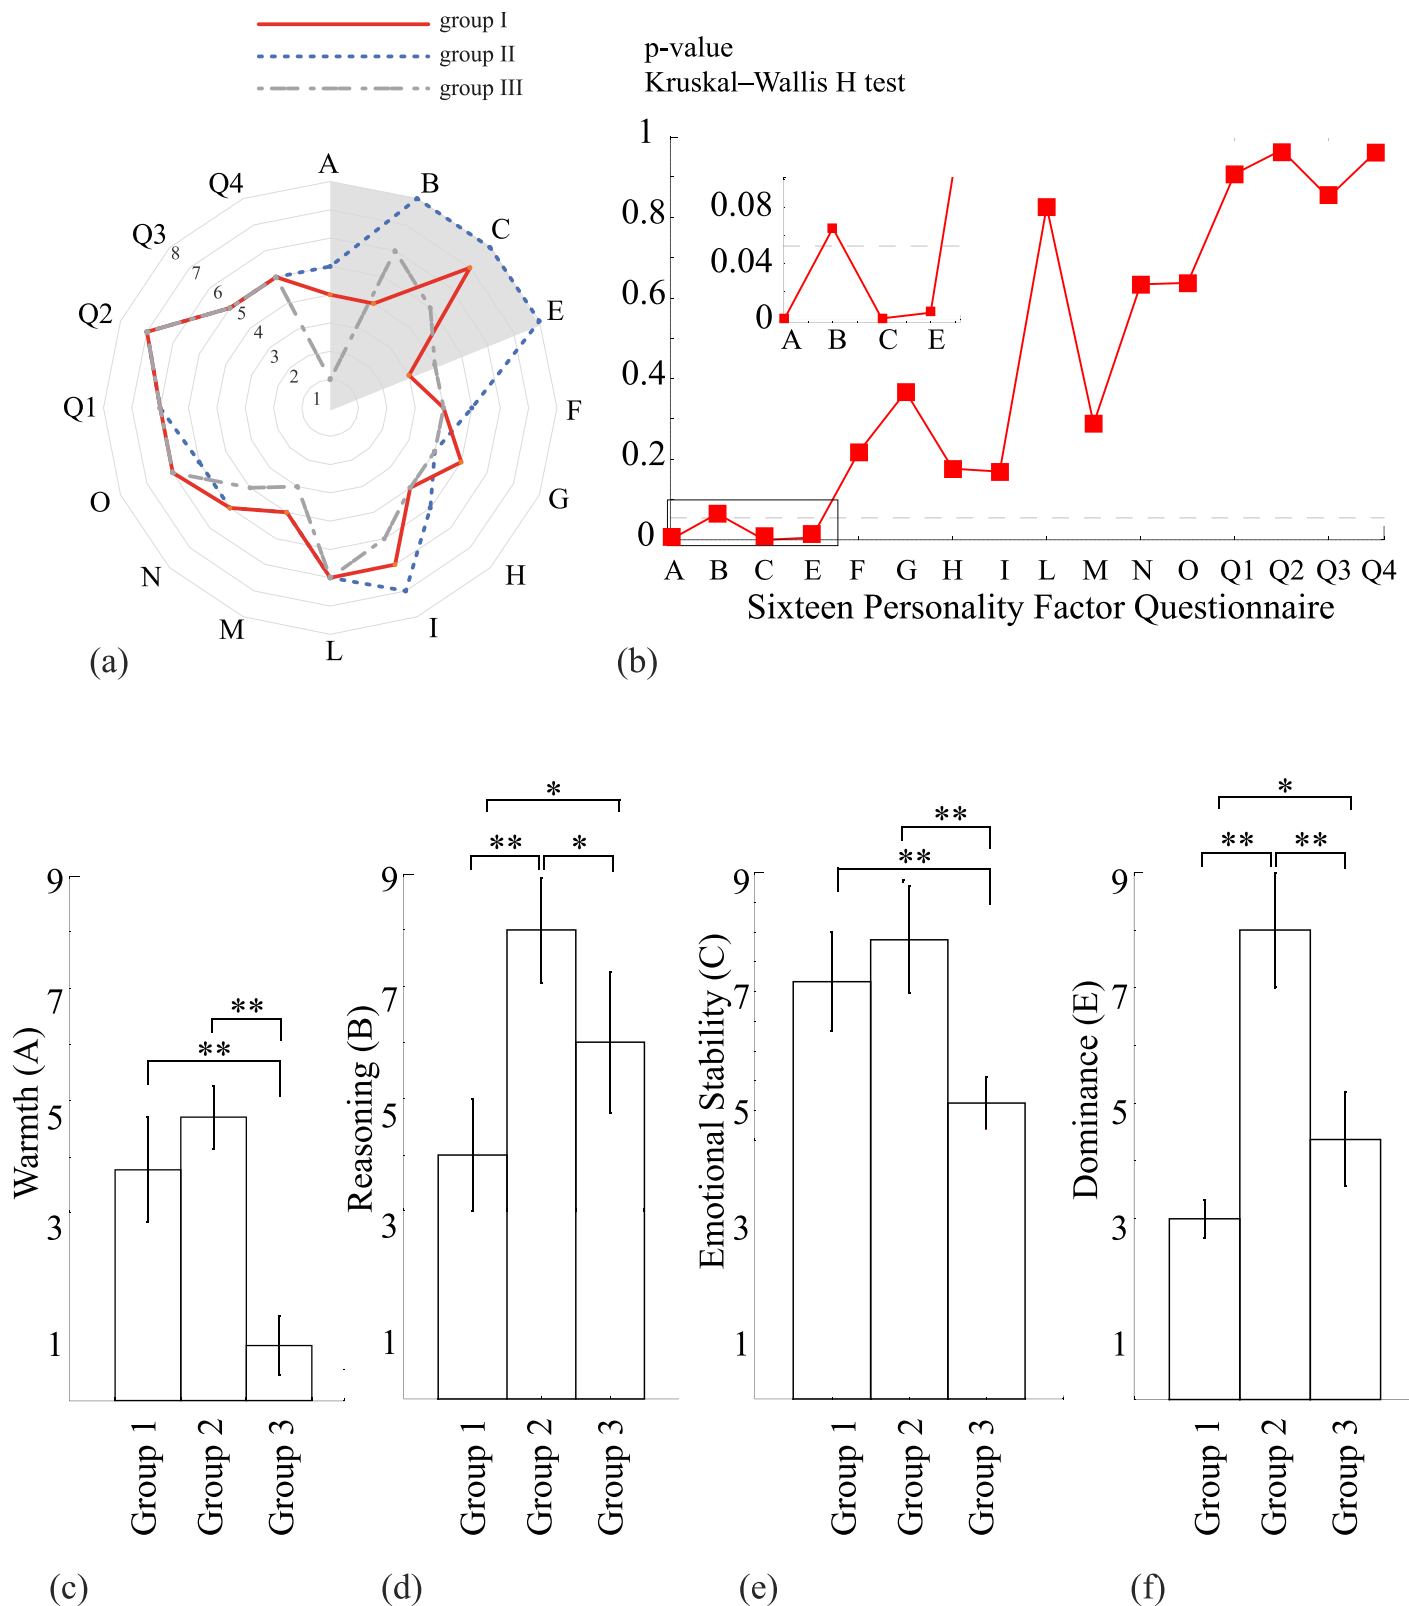 group I
group II
group III
p-value
Kruskal–Wallis H test
A
B
C
E
F
G
H
I
L
M
N
O
Q1
Q2
Q3
Q4
8
7
6
5
4
3
2
1
(a)
1
0.8
0.6
0.4
0.2
0
0.08
0.04
0
A B C E
A B C E F G H I L M N O Q1 Q2 Q3 Q4
Sixteen Personality Factor Questionnaire
(b)
**
**
9
7
5
3
1
Warmth (A)
Group 1
Group 2
Group 3
(c)
*
**
*
9
7
5
3
1
Reasoning (B)
Group 1
Group 2
Group 3
(d)
**
**
9
7
5
3
1
Emotional Stability (C)
Group 1
Group 2
Group 3
(e)
*
**
**
9
7
5
3
1
Dominance (E)
Group 1
Group 2
Group 3
(f)